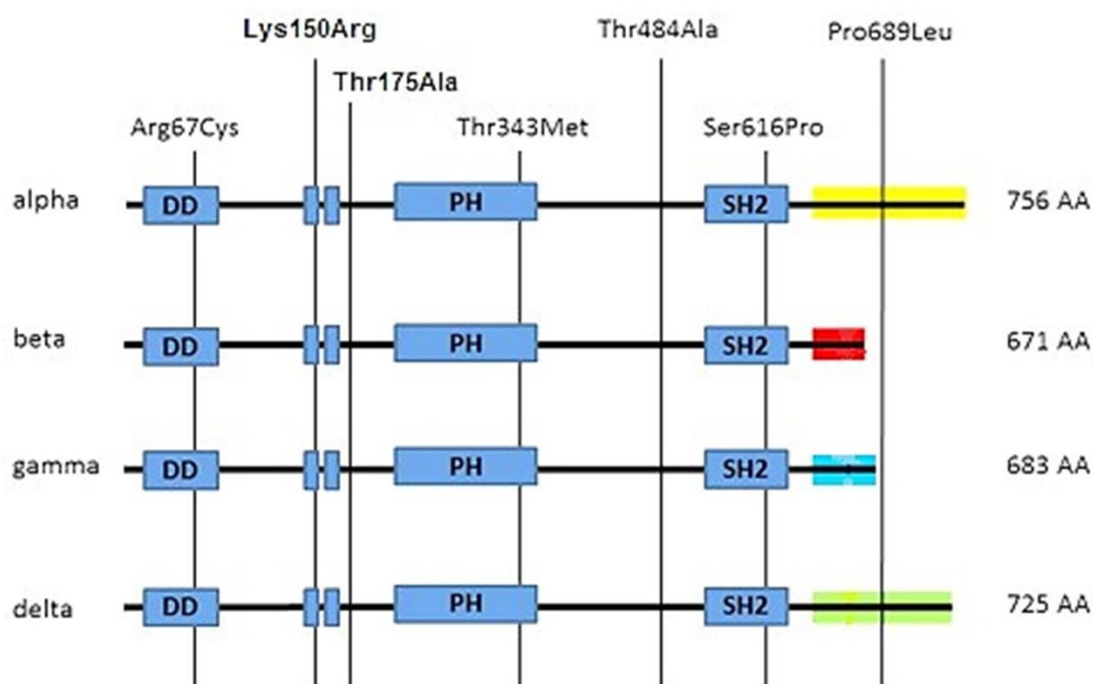 Lys150Arg Thr484Ala Pro689Leu
Thr175Ala
Arg67Cys Thr343Met Ser616Pro
alpha DD PH SH2 756 AA
beta DD PH SH2 671 AA
gamma DD PH SH2 683 AA
delta DD PH SH2 725 AA